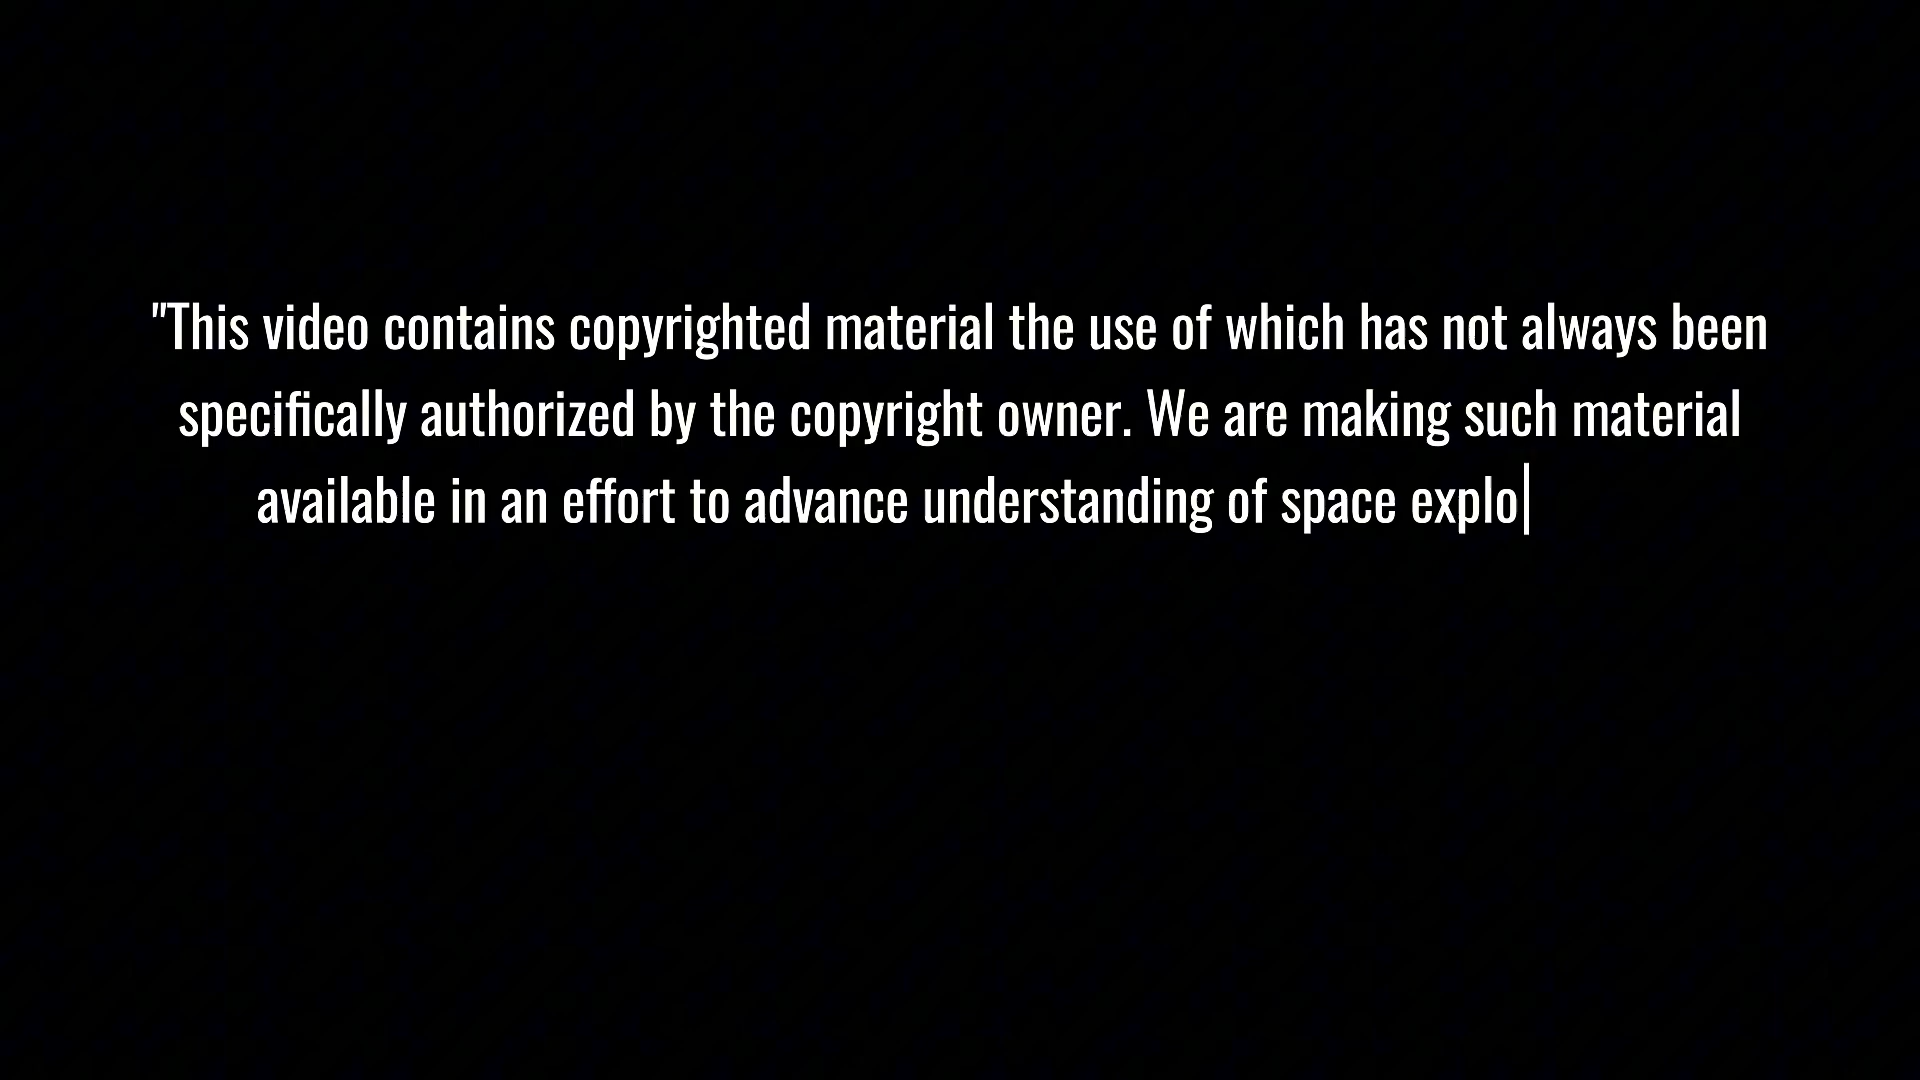 "This video contains copyrighted material the use of which has not always been
specifically authorized by the copyright owner. We are making such material
available in an effort to advance understanding of space explo